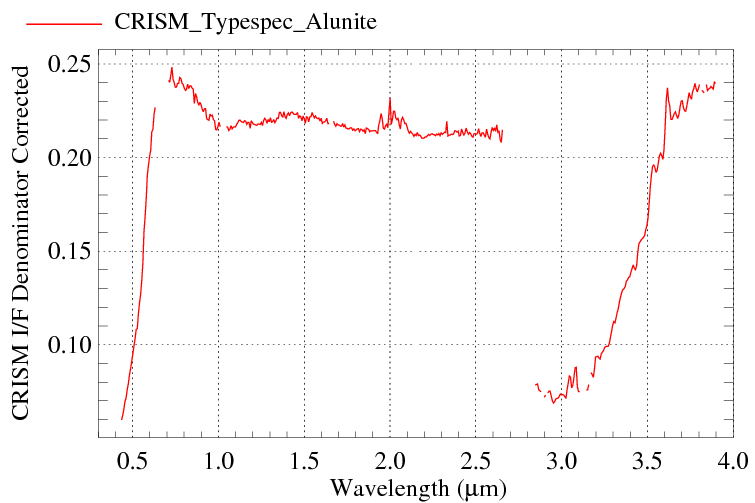 CRISM_Typespec_Alunite
CRISM I/F Denominator Corrected
0.25
0.20
0.15
0.10
0.5 1.0 1.5 2.0 2.5 3.0 3.5 4.0
Wavelength (μm)